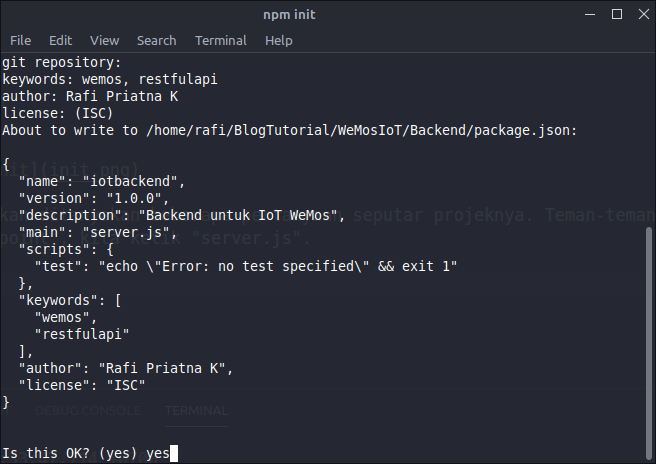 npm init
File Edit View Search Terminal Help
git repository:
keywords: wemos, restfulapi
author: Rafi Priatna K
license: (ISC)
About to write to /home/rafi/BlogTutorial/WeMosIoT/Backend/package.json:
{
"name": "iotbackend",
"version": "1.0.0",
"description": "Backend untuk IoT WeMos",
"main": "server.js",
"scripts": {
"test": "echo \"Error: no test specified\" && exit 1"
},
"keywords": [
"wemos",
"restfulapi"
],
"author": "Rafi Priatna K",
"license": "ISC"
}
DEBUG CONSOLE TERMINAL
Is this OK? (yes) yes